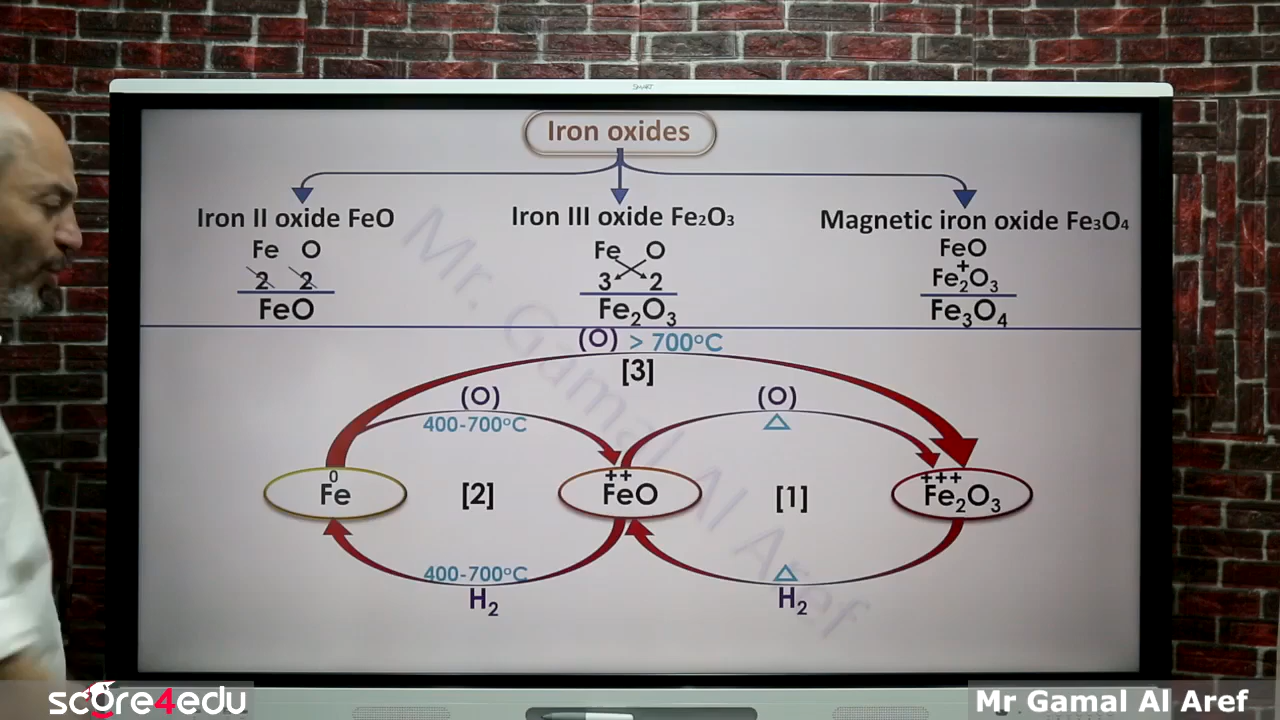 SMART
Iron oxides
Iron II oxide FeO
Iron III oxide Fe₂O₃
Magnetic iron oxide Fe₃O₄
Fe O
2 2
FeO
Fe O
3 2
Fe₂O₃
FeO
+
Fe₂O₃
Fe₃O₄
(O) > 700°C
[3]
(O)
400-700°C
(O)
△
0
Fe
[2]
++
FeO
[1]
+++
Fe₂O₃
400-700°C
H₂
△
H₂
Mr. Gamal Al Aref
score4edu
Mr Gamal Al Aref